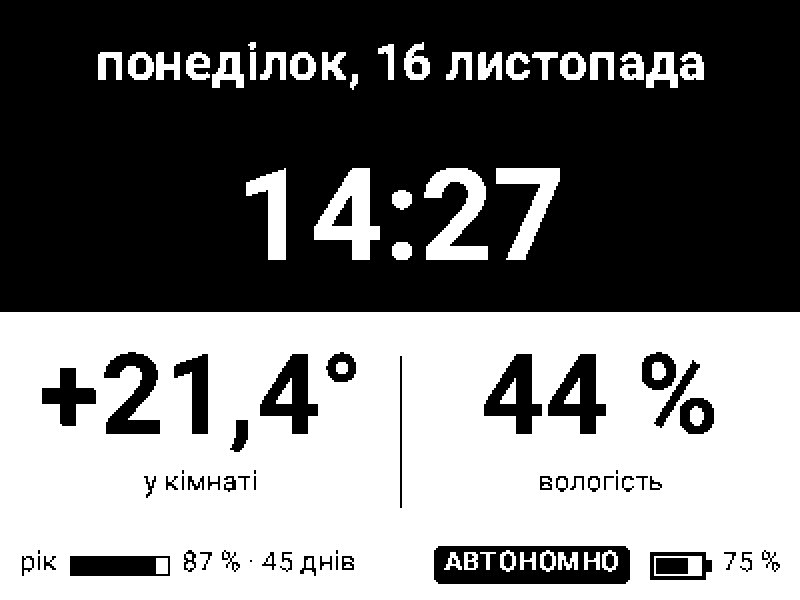 понеділок, 16 листопада
14:27
+21,4° 44 %
у кімнаті вологість
рік 87 % · 45 днів АВТОНОМНО 75 %